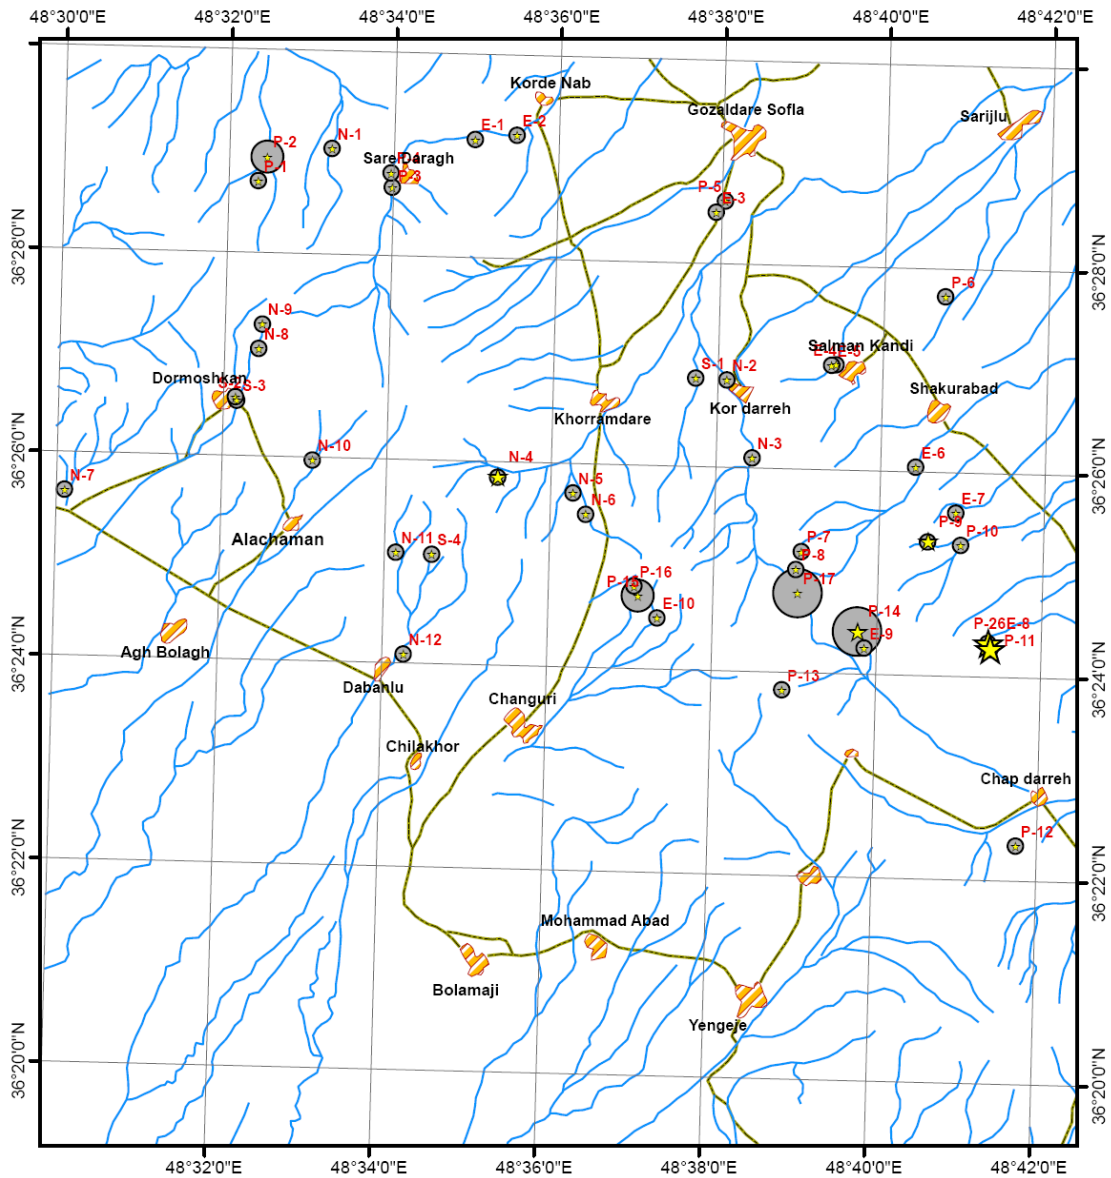 48°30'0"E 48°32'0"E 48°34'0"E 48°36'0"E 48°38'0"E 48°40'0"E 48°42'0"E
Korde Nab
Gozaldare Sofla
Sarijlu
E-1
E-2
N-1
P-2
P-1
Sare Daragh
P-4
P-3
P-5
E-3
36°28'0"N
36°28'0"N
P-6
N-9
N-8
Salman Kandi
E-4
E-5
S-1
N-2
Dormoshkan
S-2
S-3
Shakurabad
Kor darreh
Khorramdare
36°26'0"N
36°26'0"N
N-10
N-3
N-4
E-6
N-7
N-5
N-6
E-7
P-9
P-10
Alachaman
N-11
S-4
P-7
P-8
P-17
P-16
P-15
E-10
P-14
E-9
P-26
E-8
P-11
Agh Bolagh
N-12
36°24'0"N
36°24'0"N
Dabanlu
P-13
Changuri
Chilakhor
Chap darreh
P-12
36°22'0"N
36°22'0"N
Mohammad Abad
Bolamaji
Yengeje
36°20'0"N
36°20'0"N
48°32'0"E 48°34'0"E 48°36'0"E 48°38'0"E 48°40'0"E 48°42'0"E